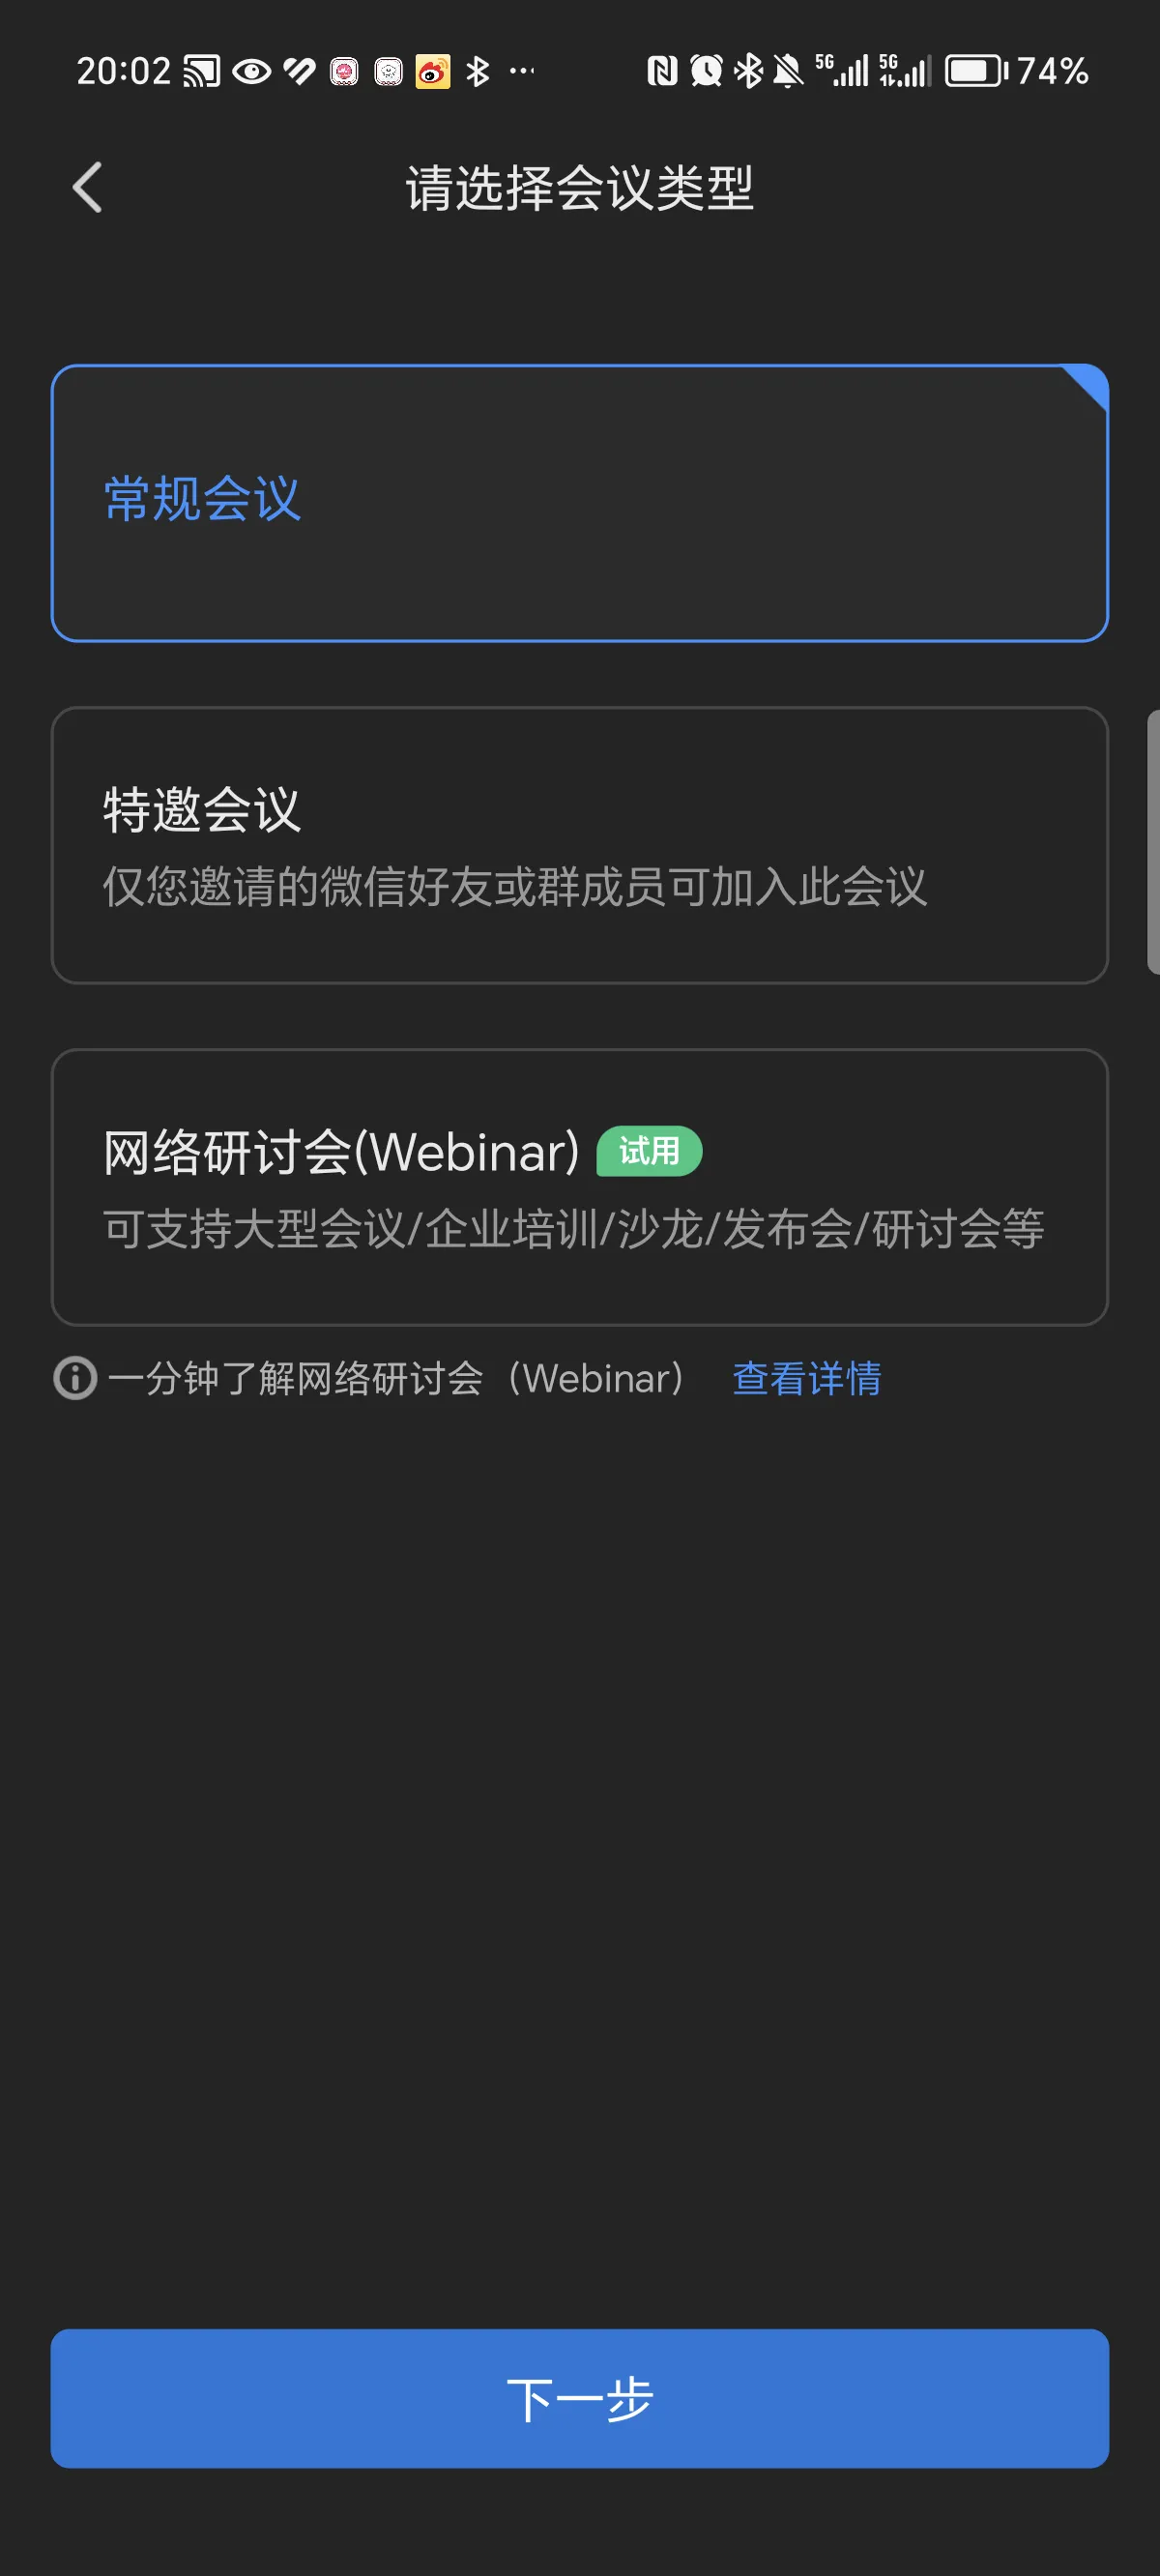 20:02 5G 5G 74%
请选择会议类型
常规会议
特邀会议
仅您邀请的微信好友或群成员可加入此会议
网络研讨会(Webinar) 试用
可支持大型会议/企业培训/沙龙/发布会/研讨会等
一分钟了解网络研讨会（Webinar） 查看详情
下一步